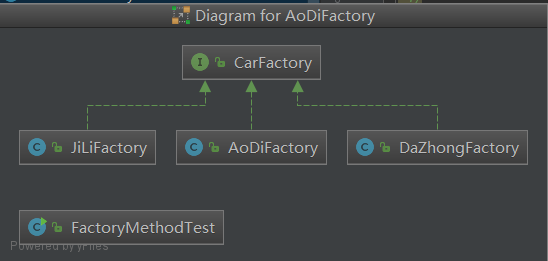 Diagram for AoDiFactory
I CarFactory
C JiLiFactory
C AoDiFactory
C DaZhongFactory
C FactoryMethodTest
Powered by yFiles